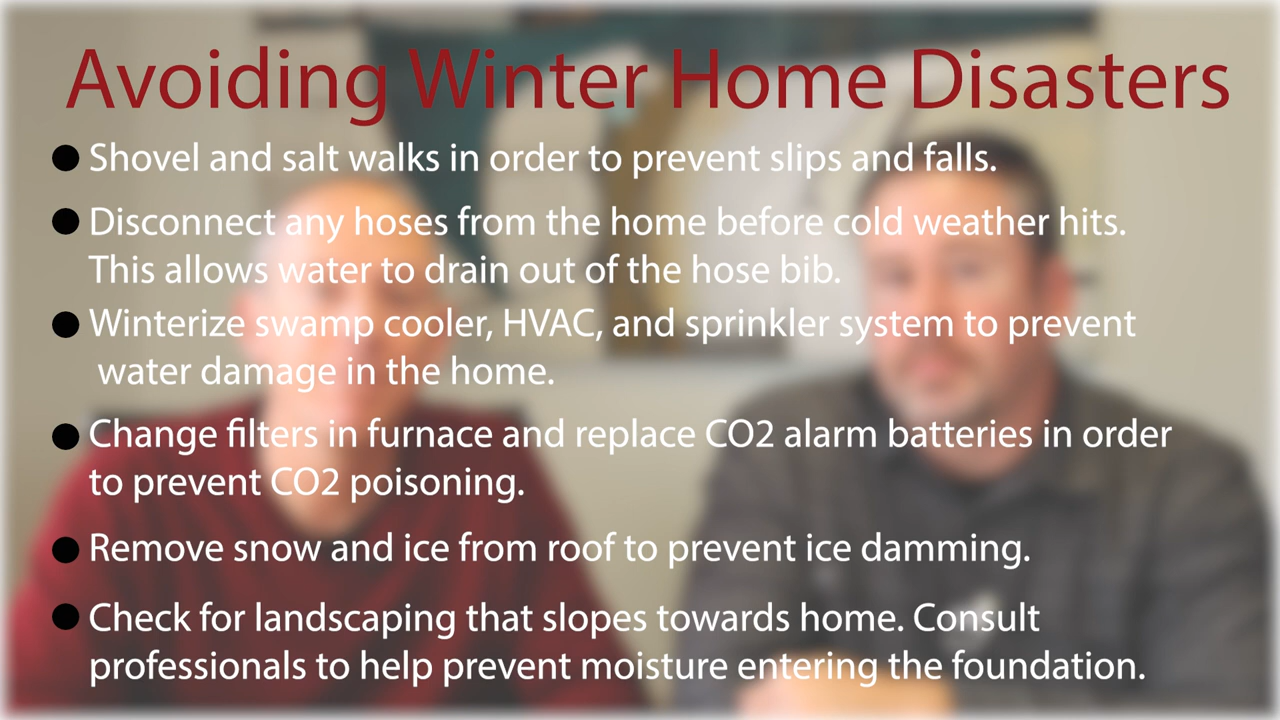 Avoiding Winter Home Disasters
● Shovel and salt walks in order to prevent slips and falls.
● Disconnect any hoses from the home before cold weather hits.
This allows water to drain out of the hose bib.
● Winterize swamp cooler, HVAC, and sprinkler system to prevent
water damage in the home.
● Change filters in furnace and replace CO2 alarm batteries in order
to prevent CO2 poisoning.
● Remove snow and ice from roof to prevent ice damming.
● Check for landscaping that slopes towards home. Consult
professionals to help prevent moisture entering the foundation.